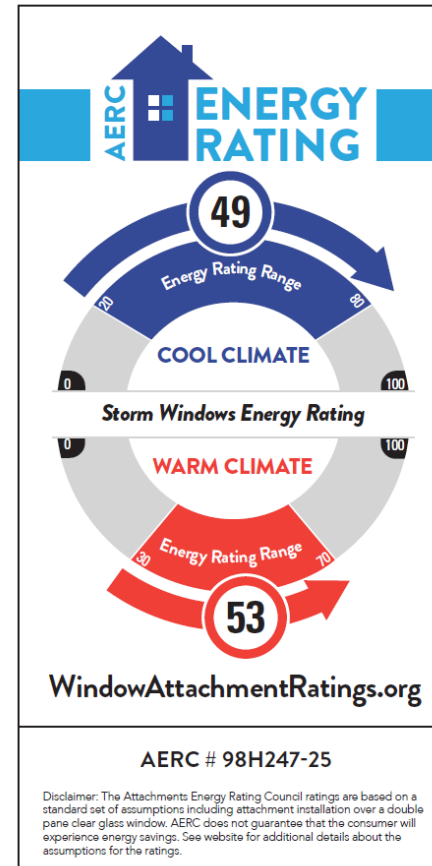 AERC
ENERGY
RATING
49
Energy Rating Range
20
80
COOL CLIMATE
0
100
Storm Windows Energy Rating
0
100
WARM CLIMATE
Energy Rating Range
30
70
53
WindowAttachmentRatings.org
AERC # 98H247-25
Disclaimer: The Attachments Energy Rating Council ratings are based on a
standard set of assumptions including attachment installation over a double
pane clear glass window. AERC does not guarantee that the consumer will
experience energy savings. See website for additional details about the
assumptions for the ratings.